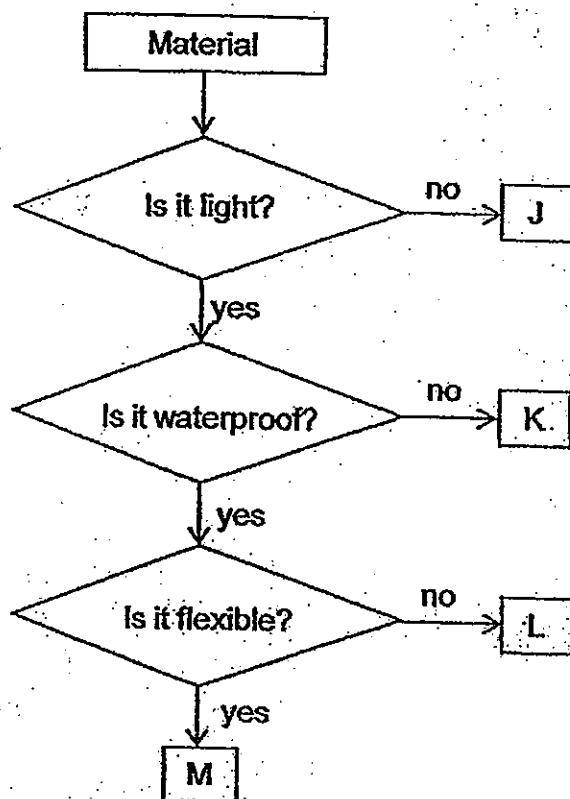 Material
Is it light?
no
J
yes
Is it waterproof?
no
K
yes
Is it flexible?
no
L
yes
M